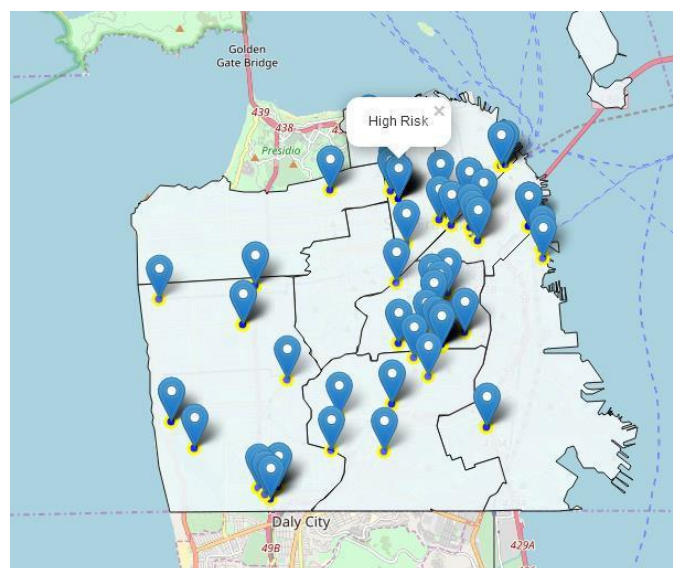 Golden
Gate Bridge
439
438
Presidio
High Risk
×
Daly City
49B
429A